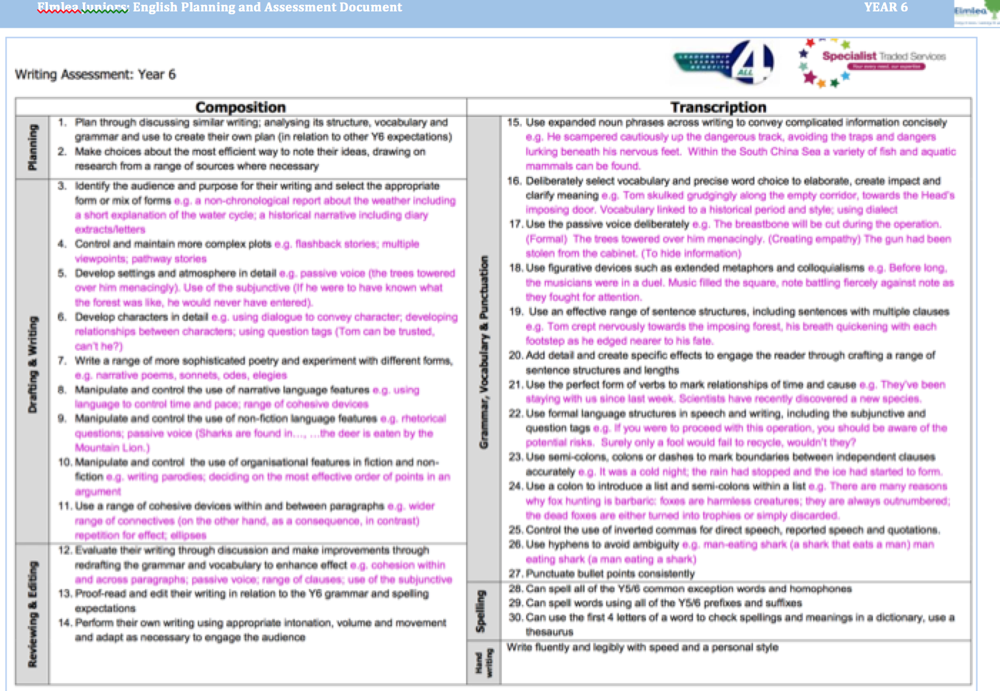 Elmlea Juniors: English Planning and Assessment Document
YEAR 6
Elmlea
LEADERSHIP
LEARNING
BENEFITS
4
ALL
Specialist Traded Services
Your every need, our expertise
Writing Assessment: Year 6
Composition
Planning
1. Plan through discussing similar writing; analysing its structure, vocabulary and
grammar and use to create their own plan (in relation to other Y6 expectations)
2. Make choices about the most efficient way to note their ideas, drawing on
research from a range of sources where necessary
Drafting & Writing
3. Identify the audience and purpose for their writing and select the appropriate
form or mix of forms e.g. a non-chronological report about the weather including
a short explanation of the water cycle; a historical narrative including diary
extracts/letters
4. Control and maintain more complex plots e.g. flashback stories; multiple
viewpoints; pathway stories
5. Develop settings and atmosphere in detail e.g. passive voice (the trees towered
over him menacingly). Use of the subjunctive (If he were to have known what
the forest was like, he would never have entered).
6. Develop characters in detail e.g. using dialogue to convey character; developing
relationships between characters; using question tags (Tom can be trusted,
can't he?)
7. Write a range of more sophisticated poetry and experiment with different forms,
e.g. narrative poems, sonnets, odes, elegies
8. Manipulate and control the use of narrative language features e.g. using
language to control time and pace; range of cohesive devices
9. Manipulate and control the use of non-fiction language features e.g. rhetorical
questions; passive voice (Sharks are found in..., ...the deer is eaten by the
Mountain Lion.)
10. Manipulate and control the use of organisational features in fiction and non-
fiction e.g. writing parodies; deciding on the most effective order of points in an
argument
11. Use a range of cohesive devices within and between paragraphs e.g. wider
range of connectives (on the other hand, as a consequence, in contrast)
repetition for effect; ellipses
Reviewing & Editing
12. Evaluate their writing through discussion and make improvements through
redrafting the grammar and vocabulary to enhance effect e.g. cohesion within
and across paragraphs; passive voice; range of clauses; use of the subjunctive
13. Proof-read and edit their writing in relation to the Y6 grammar and spelling
expectations
14. Perform their own writing using appropriate intonation, volume and movement
and adapt as necessary to engage the audience
Transcription
Grammar, Vocabulary & Punctuation
15. Use expanded noun phrases across writing to convey complicated information concisely
e.g. He scampered cautiously up the dangerous track, avoiding the traps and dangers
lurking beneath his nervous feet. Within the South China Sea a variety of fish and aquatic
mammals can be found.
16. Deliberately select vocabulary and precise word choice to elaborate, create impact and
clarify meaning e.g. Tom skulked grudgingly along the empty corridor, towards the Head's
imposing door. Vocabulary linked to a historical period and style; using dialect
17. Use the passive voice deliberately e.g. The breastbone will be cut during the operation.
(Formal) The trees towered over him menacingly. (Creating empathy) The gun had been
stolen from the cabinet. (To hide information)
18. Use figurative devices such as extended metaphors and colloquialisms e.g. Before long,
the musicians were in a duel. Music filled the square, note battling fiercely against note as
they fought for attention.
19. Use an effective range of sentence structures, including sentences with multiple clauses
e.g. Tom crept nervously towards the imposing forest, his breath quickening with each
footstep as he edged nearer to his fate.
20. Add detail and create specific effects to engage the reader through crafting a range of
sentence structures and lengths
21. Use the perfect form of verbs to mark relationships of time and cause e.g. They've been
staying with us since last week. Scientists have recently discovered a new species.
22. Use formal language structures in speech and writing, including the subjunctive and
question tags e.g. If you were to proceed with this operation, you should be aware of the
potential risks. Surely only a fool would fail to recycle, wouldn't they?
23. Use semi-colons, colons or dashes to mark boundaries between independent clauses
accurately e.g. It was a cold night; the rain had stopped and the ice had started to form.
24. Use a colon to introduce a list and semi-colons within a list e.g. There are many reasons
why fox hunting is barbaric: foxes are harmless creatures; they are always outnumbered;
the dead foxes are either turned into trophies or simply discarded.
25. Control the use of inverted commas for direct speech, reported speech and quotations.
26. Use hyphens to avoid ambiguity e.g. man-eating shark (a shark that eats a man) man
eating shark (a man eating a shark)
27. Punctuate bullet points consistently
Spelling
28. Can spell all of the Y5/6 common exception words and homophones
29. Can spell words using all of the Y5/6 prefixes and suffixes
30. Can use the first 4 letters of a word to check spellings and meanings in a dictionary, use a
thesaurus
Hand
writing
Write fluently and legibly with speed and a personal style